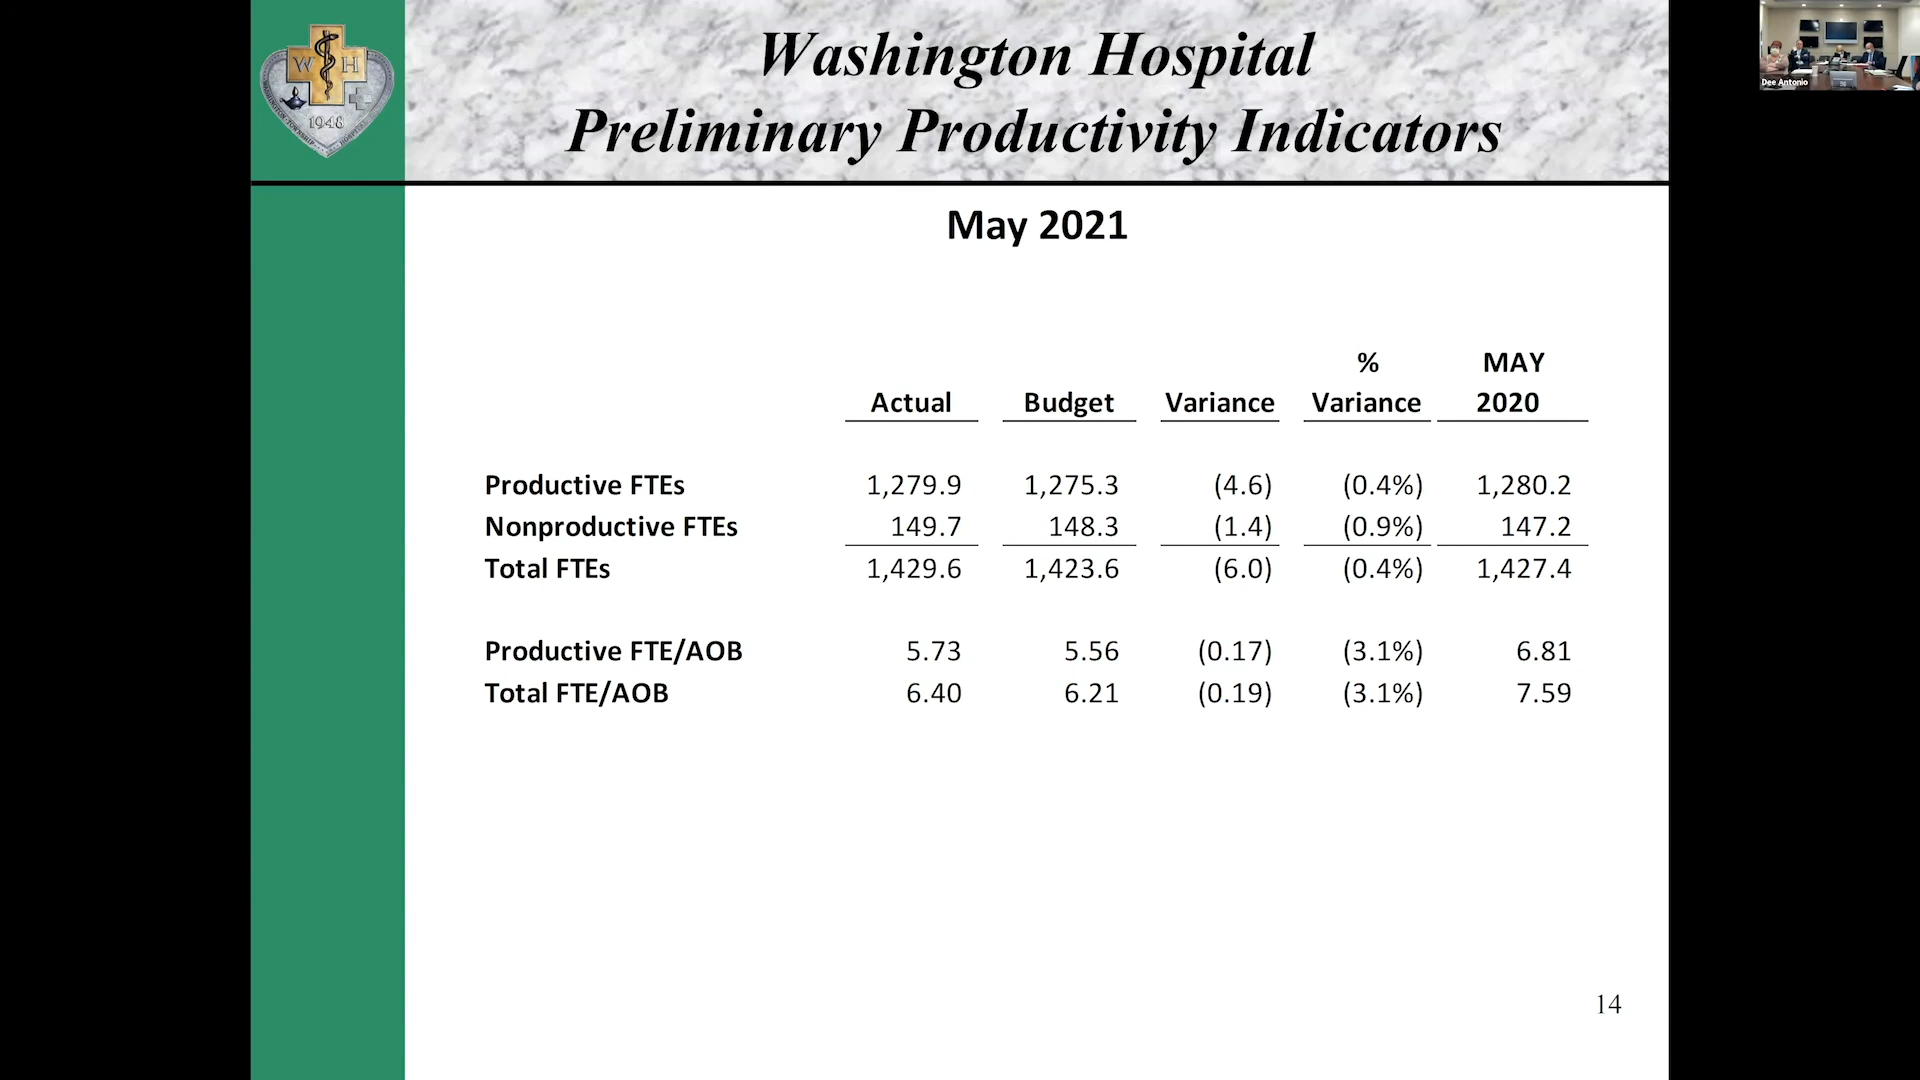 Washington Hospital
Preliminary Productivity Indicators
W H
1948
Dee Antonio
May 2021
% MAY
Actual Budget Variance Variance 2020
Productive FTEs 1,279.9 1,275.3 (4.6) (0.4%) 1,280.2
Nonproductive FTEs 149.7 148.3 (1.4) (0.9%) 147.2
Total FTEs 1,429.6 1,423.6 (6.0) (0.4%) 1,427.4
Productive FTE/AOB 5.73 5.56 (0.17) (3.1%) 6.81
Total FTE/AOB 6.40 6.21 (0.19) (3.1%) 7.59
14